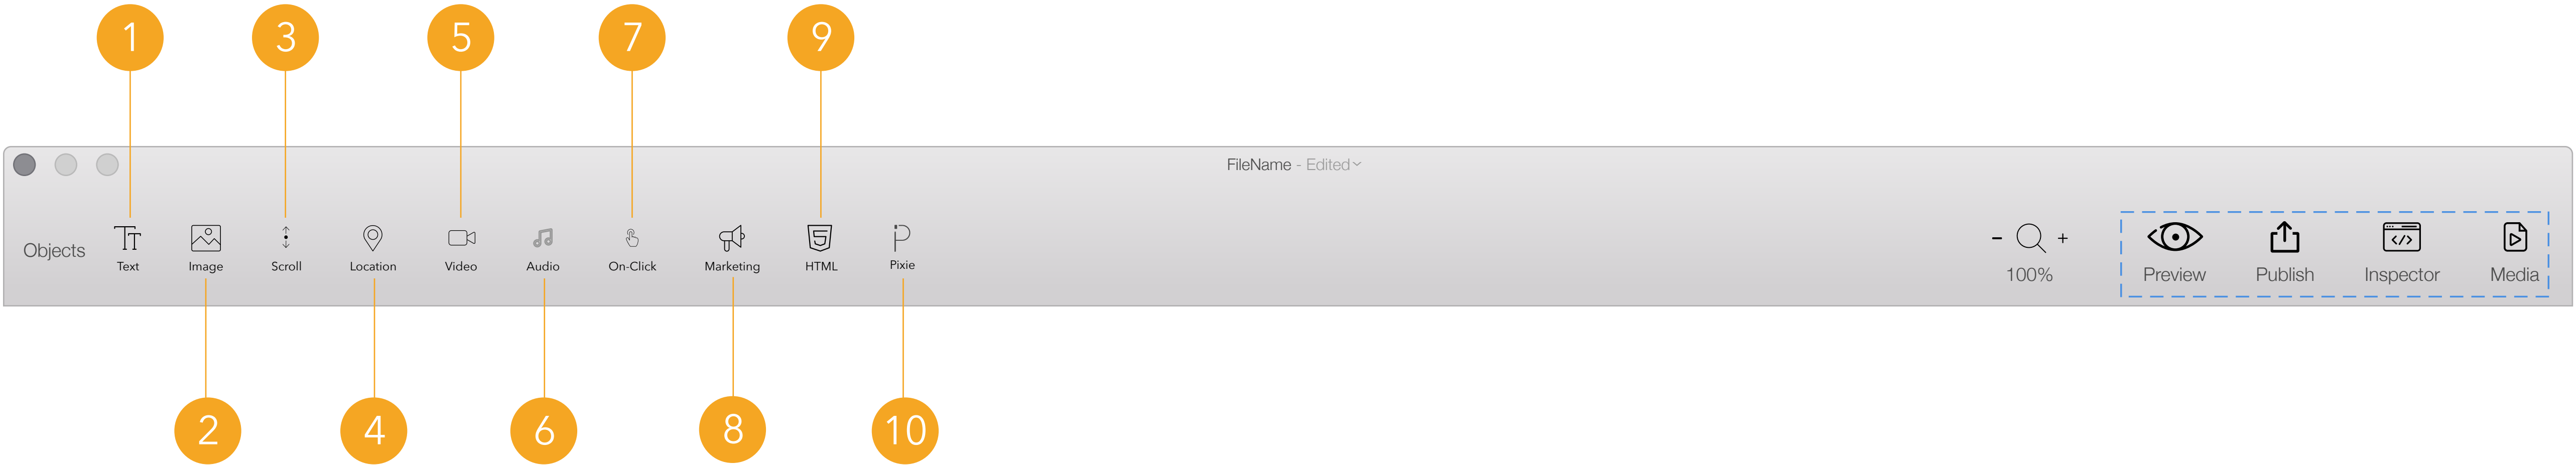 1 3 5 7 9
FileName - Edited
Objects
Text Image Scroll Location Video Audio On-Click Marketing HTML Pixie
- +
100%
Preview Publish Inspector Media
2 4 6 8 10